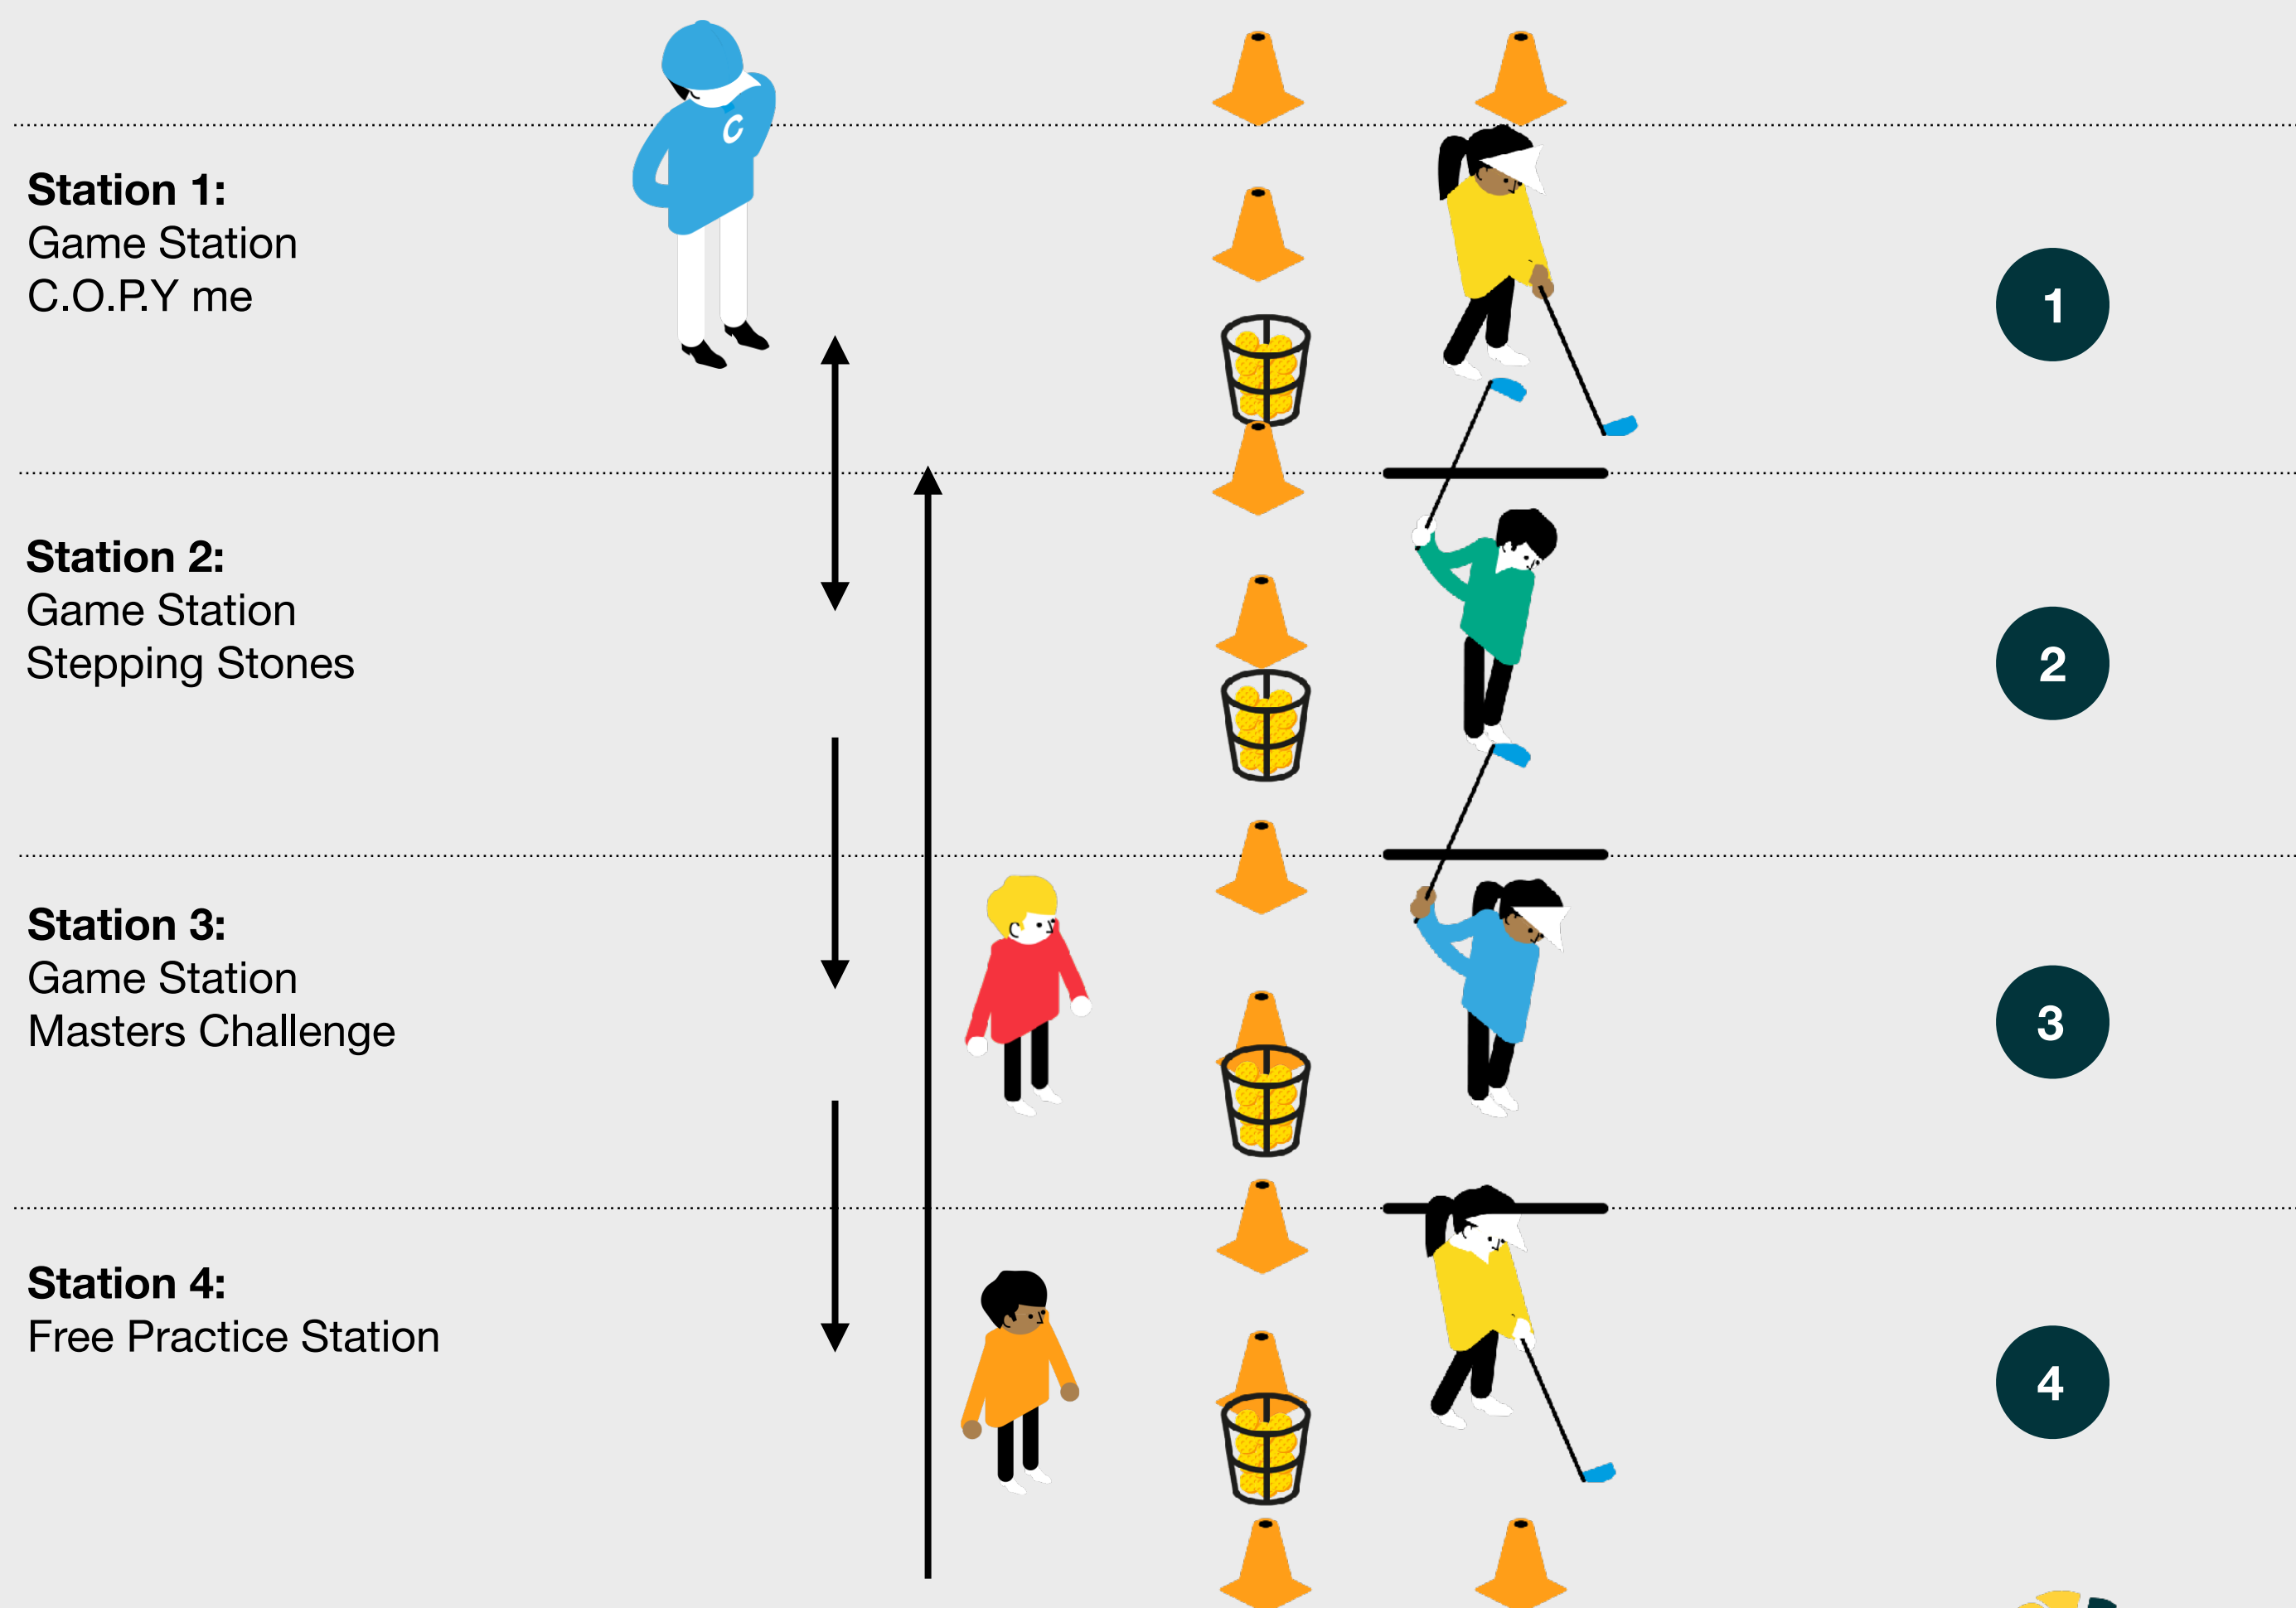 C
Station 1:
Game Station
C.O.P.Y me
1
Station 2:
Game Station
Stepping Stones
2
Station 3:
Game Station
Masters Challenge
3
Station 4:
Free Practice Station
4